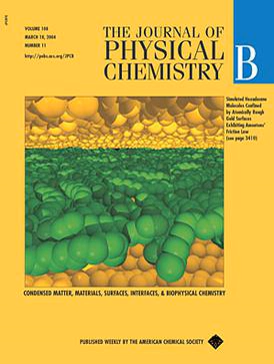 VOLUME 108
MARCH 18, 2004
NUMBER 11
http://pubs.acs.org/JPCB
THE JOURNAL OF
PHYSICAL
CHEMISTRY
B
Simulated Hexadecane
Molecules Confined
by Atomically Rough
Gold Surfaces
Exhibiting Amontons'
Friction Law
(see page 3410)
CONDENSED MATTER, MATERIALS, SURFACES, INTERFACES, & BIOPHYSICAL CHEMISTRY
PUBLISHED WEEKLY BY THE AMERICAN CHEMICAL SOCIETY